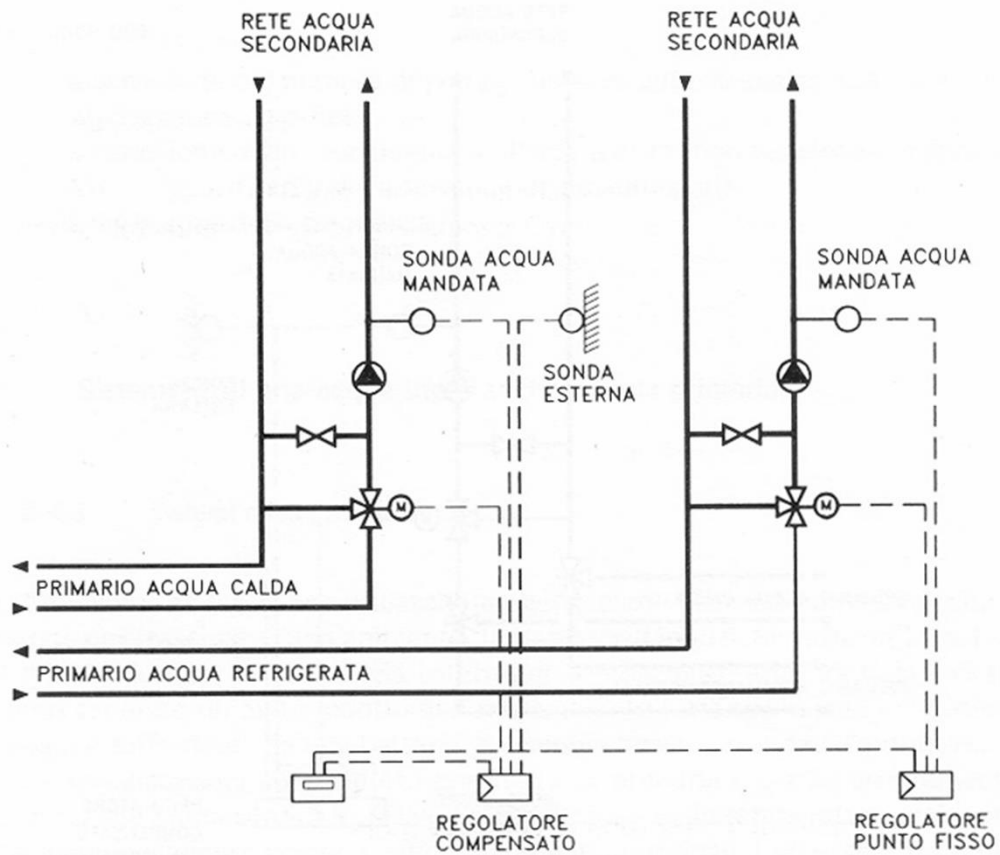 RETE ACQUA
SECONDARIA
RETE ACQUA
SECONDARIA
SONDA ACQUA
MANDATA
SONDA ACQUA
MANDATA
SONDA
ESTERNA
M
M
PRIMARIO ACQUA CALDA
PRIMARIO ACQUA REFRIGERATA
REGOLATORE
COMPENSATO
REGOLATORE
PUNTO FISSO